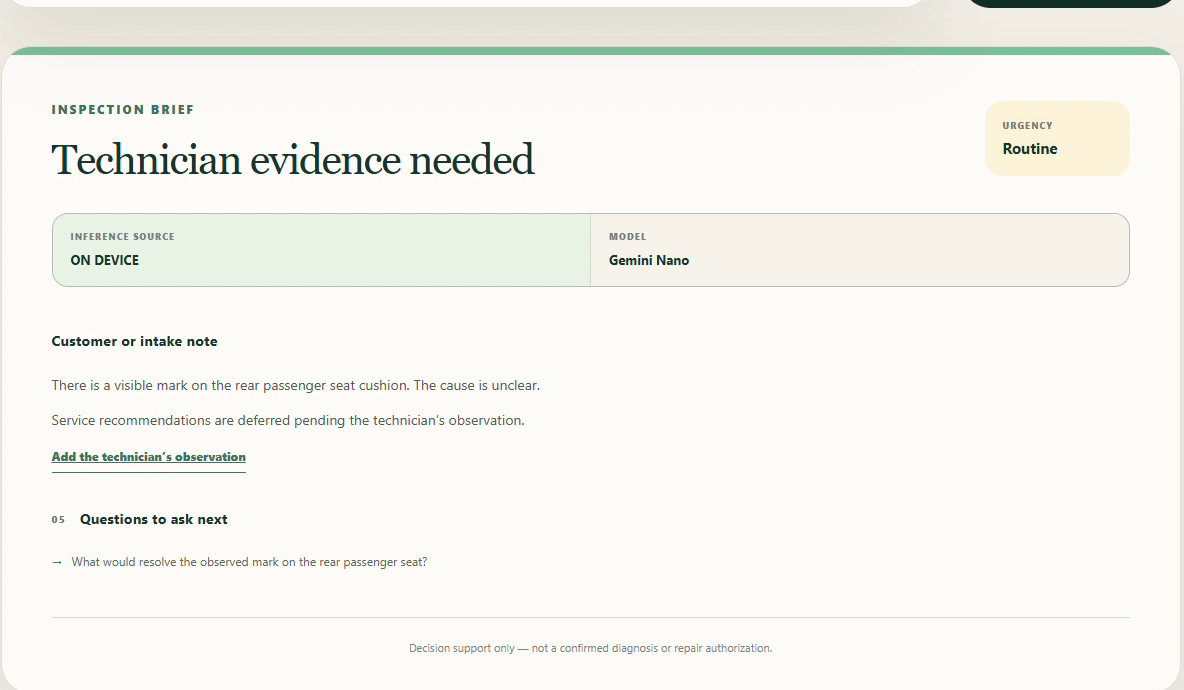 INSPECTION BRIEF
Technician evidence needed
URGENCY
Routine
INFERENCE SOURCE
ON DEVICE
MODEL
Gemini Nano
Customer or intake note
There is a visible mark on the rear passenger seat cushion. The cause is unclear.
Service recommendations are deferred pending the technician’s observation.
Add the technician’s observation
05 Questions to ask next
→ What would resolve the observed mark on the rear passenger seat?
Decision support only — not a confirmed diagnosis or repair authorization.